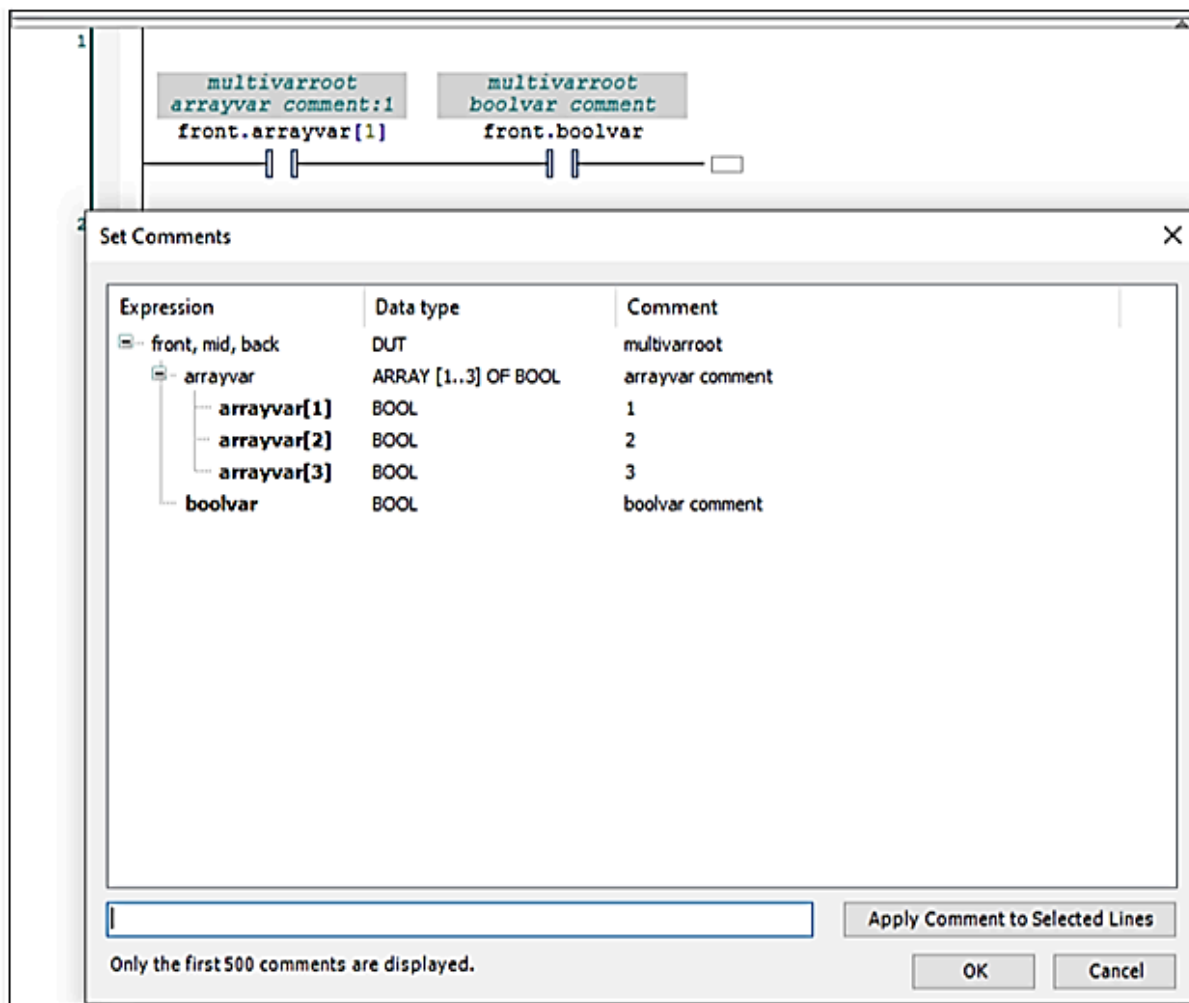 1
multivarroot multivarroot
arrayvar comment:1 boolvar comment
front.arrayvar[1] front.boolvar
2
Set Comments
Expression Data type Comment
front, mid, back DUT multivarroot
arrayvar ARRAY [1..3] OF BOOL arrayvar comment
arrayvar[1] BOOL 1
arrayvar[2] BOOL 2
arrayvar[3] BOOL 3
boolvar BOOL boolvar comment
Apply Comment to Selected Lines
Only the first 500 comments are displayed.
OK Cancel